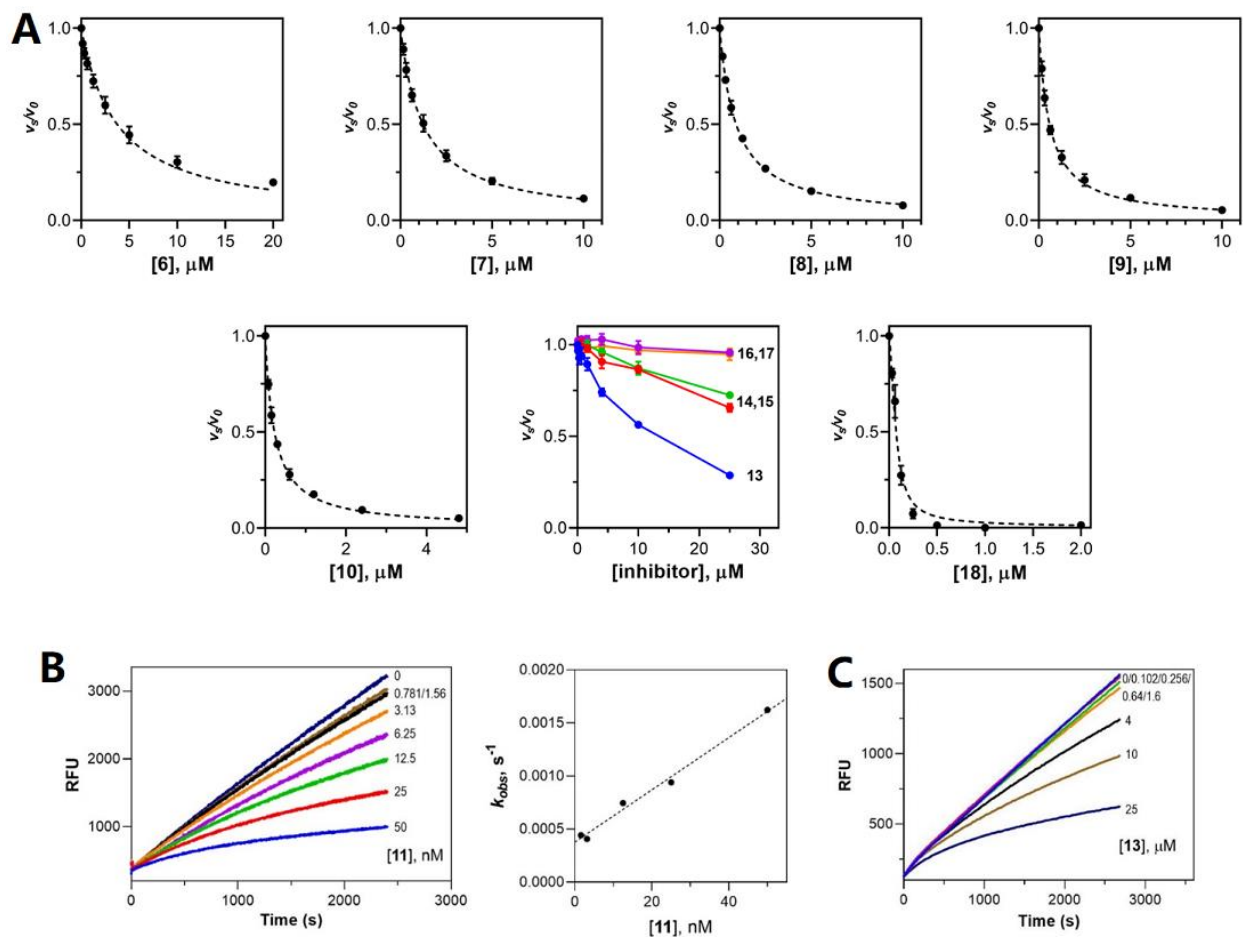 A
1.0
0.5
0.0
vs/v0
0 5 10 15 20
[6], μM
1.0
0.5
0.0
vs/v0
0 5 10
[7], μM
1.0
0.5
0.0
vs/v0
0 5 10
[8], μM
1.0
0.5
0.0
vs/v0
0 5 10
[9], μM
1.0
0.5
0.0
vs/v0
0 2 4
[10], μM
1.0
0.5
0.0
vs/v0
16,17
14,15
13
0 10 20 30
[inhibitor], μM
1.0
0.5
0.0
vs/v0
0.0 0.5 1.0 1.5 2.0
[18], μM
B
3000
2000
1000
RFU
0
0.781/1.56
3.13
6.25
12.5
25
50
[11], nM
0 1000 2000 3000
Time (s)
0.0020
0.0015
0.0010
0.0005
0.0000
kobs, s-1
0 20 40
[11], nM
C
1500
1000
500
RFU
0/0.102/0.256/
0.64/1.6
4
10
25
[13], μM
0 1000 2000 3000
Time (s)